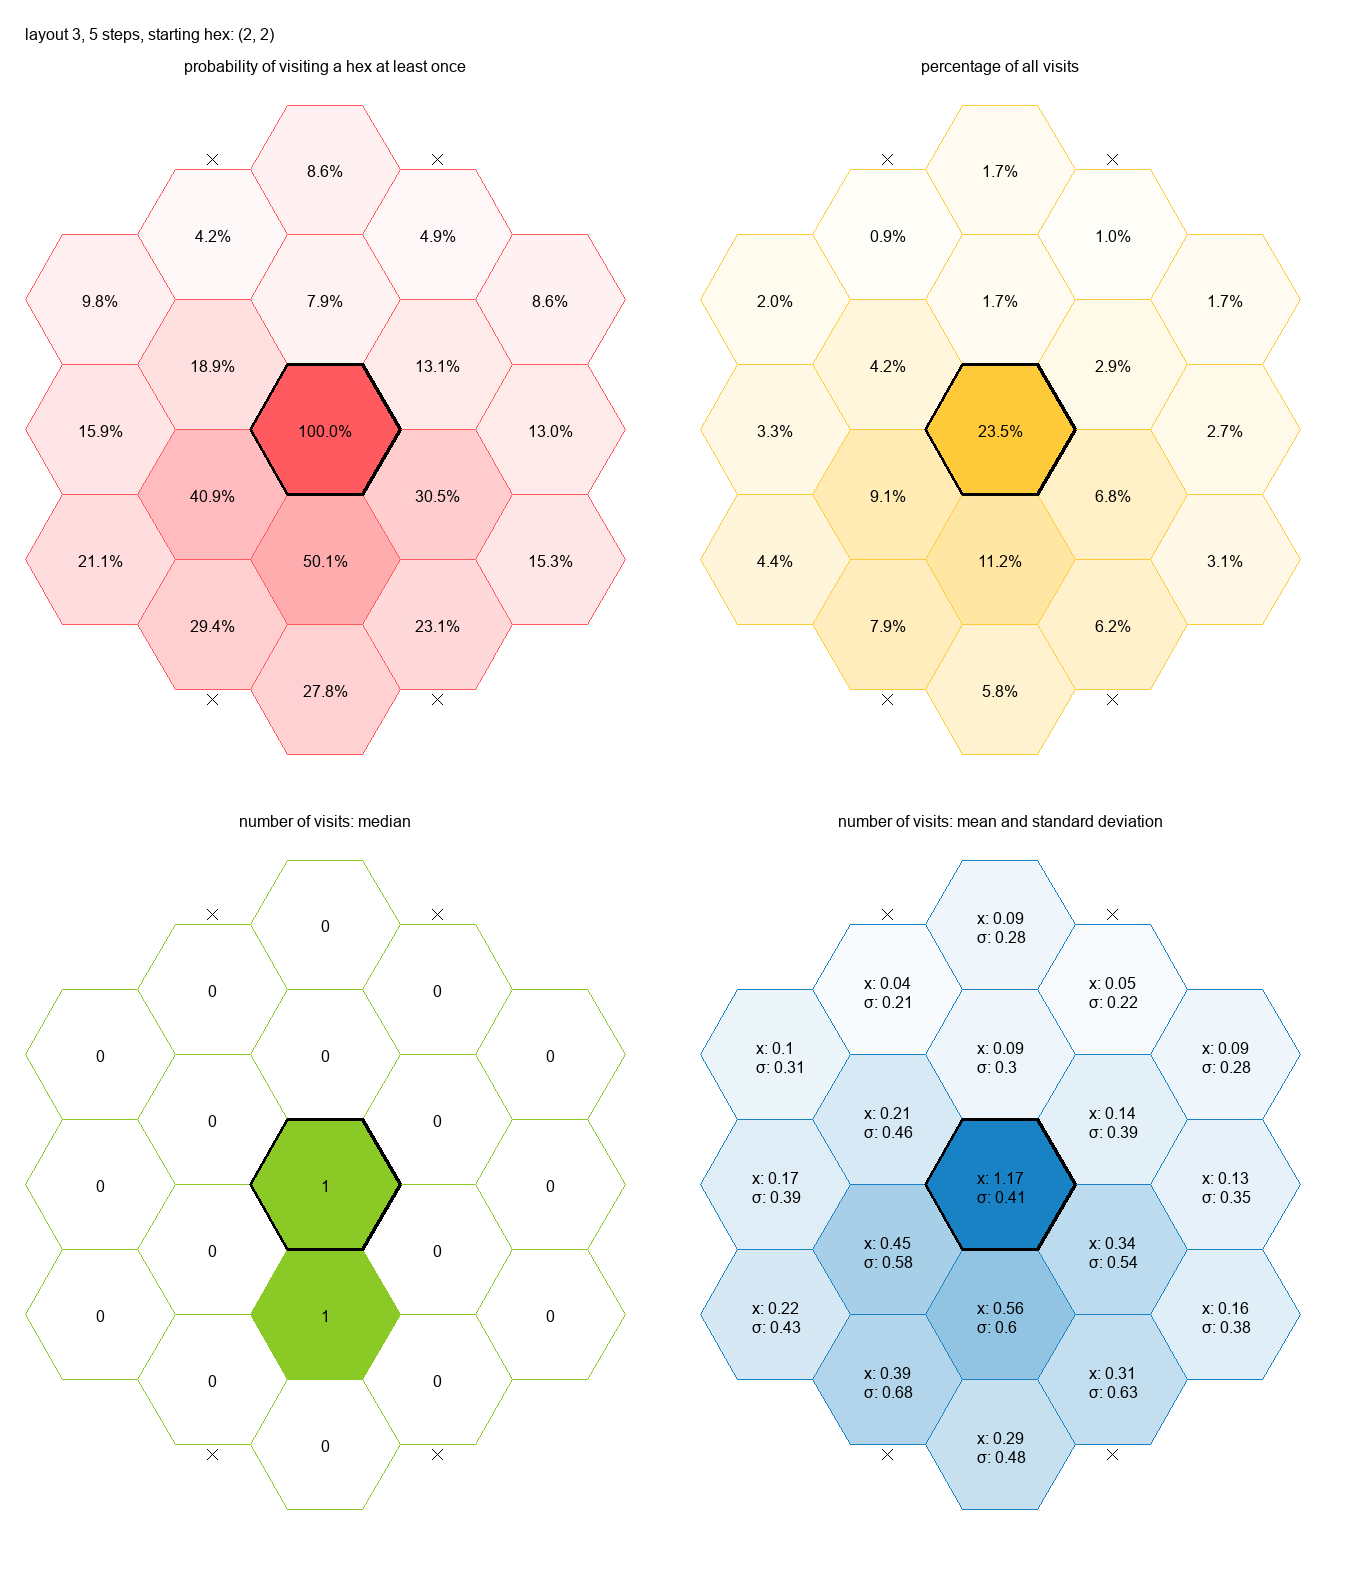 layout 3, 5 steps, starting hex: (2, 2)
probability of visiting a hex at least once
8.6%
4.2%
4.9%
9.8%
7.9%
8.6%
18.9%
13.1%
15.9%
100.0%
13.0%
40.9%
30.5%
21.1%
50.1%
15.3%
29.4%
23.1%
27.8%
percentage of all visits
1.7%
0.9%
1.0%
2.0%
1.7%
1.7%
4.2%
2.9%
3.3%
23.5%
2.7%
9.1%
6.8%
4.4%
11.2%
3.1%
7.9%
6.2%
5.8%
number of visits: median
0
0
0
0
0
0
0
0
0
1
0
0
0
0
1
0
0
0
0
number of visits: mean and standard deviation
x: 0.09
σ: 0.28
x: 0.04
σ: 0.21
x: 0.05
σ: 0.22
x: 0.1
σ: 0.31
x: 0.09
σ: 0.3
x: 0.09
σ: 0.28
x: 0.21
σ: 0.46
x: 0.14
σ: 0.39
x: 0.17
σ: 0.39
x: 1.17
σ: 0.41
x: 0.13
σ: 0.35
x: 0.45
σ: 0.58
x: 0.34
σ: 0.54
x: 0.22
σ: 0.43
x: 0.56
σ: 0.6
x: 0.16
σ: 0.38
x: 0.39
σ: 0.68
x: 0.31
σ: 0.63
x: 0.29
σ: 0.48